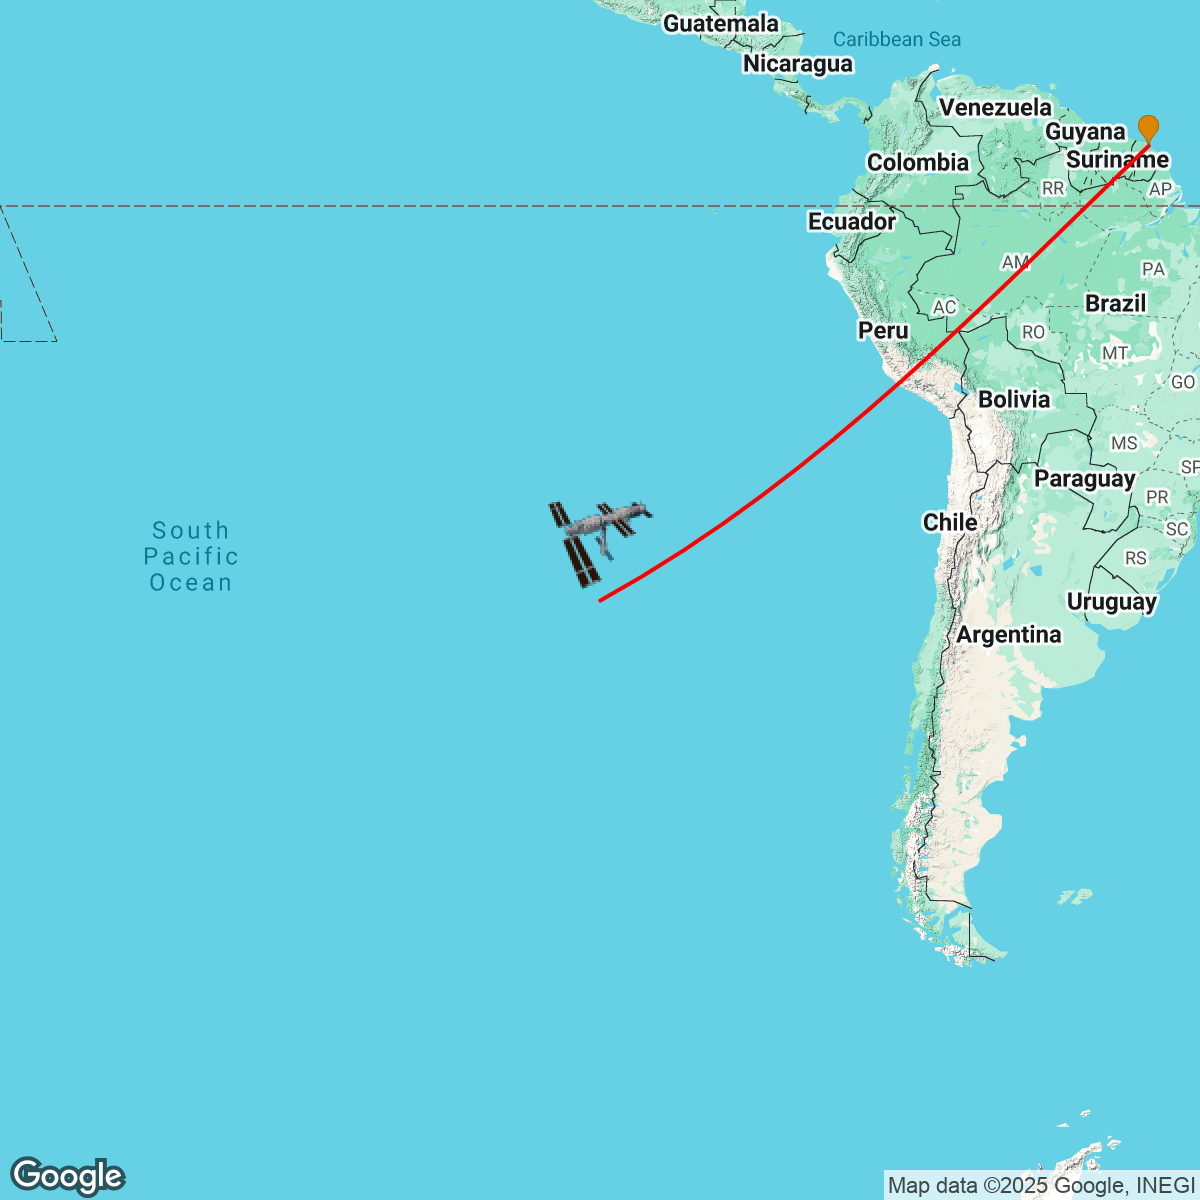 Guatemala
Caribbean Sea
Nicaragua
Venezuela
Guyana
Suriname
Colombia
RR
AP
Ecuador
AM
PA
Brazil
AC
Peru
RO
MT
GO
Bolivia
MS
SP
Paraguay
PR
Chile
SC
South
Pacific
Ocean
RS
Uruguay
Argentina
Google
Map data ©2025 Google, INEGI